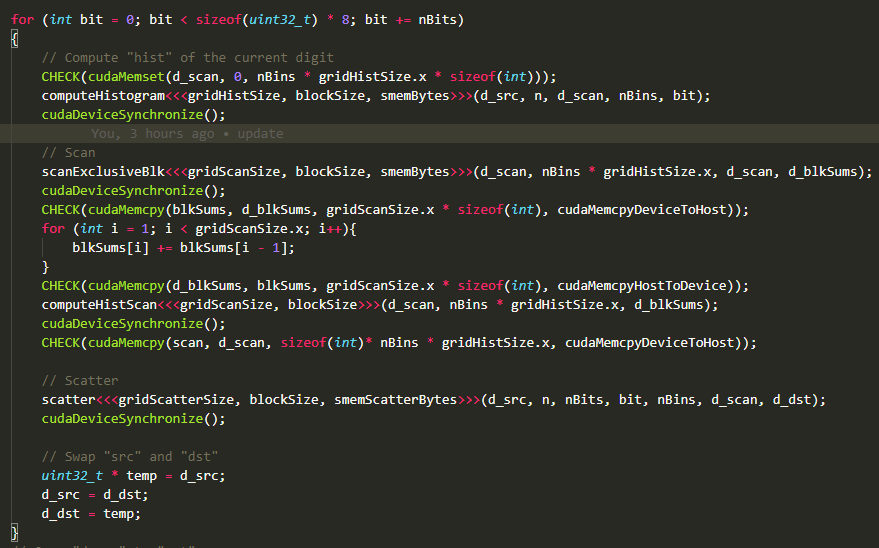 for (int bit = 0; bit < sizeof(uint32_t) * 8; bit += nBits)
{
// Compute "hist" of the current digit
CHECK(cudaMemset(d_scan, 0, nBins * gridHistSize.x * sizeof(int)));
computeHistogram<<<gridHistSize, blockSize, smemBytes>>>(d_src, n, d_scan, nBins, bit);
cudaDeviceSynchronize();
You, 3 hours ago • update
// Scan
scanExclusiveBlk<<<gridScanSize, blockSize, smemBytes>>>(d_scan, nBins * gridHistSize.x, d_scan, d_blkSums);
cudaDeviceSynchronize();
CHECK(cudaMemcpy(blkSums, d_blkSums, gridScanSize.x * sizeof(int), cudaMemcpyDeviceToHost));
for (int i = 1; i < gridScanSize.x; i++){
blkSums[i] += blkSums[i - 1];
}
CHECK(cudaMemcpy(d_blkSums, blkSums, gridScanSize.x * sizeof(int), cudaMemcpyHostToDevice));
computeHistScan<<<gridScanSize, blockSize>>>(d_scan, nBins * gridHistSize.x, d_blkSums);
cudaDeviceSynchronize();
CHECK(cudaMemcpy(scan, d_scan, sizeof(int)* nBins * gridHistSize.x, cudaMemcpyDeviceToHost));
// Scatter
scatter<<<gridScatterSize, blockSize, smemScatterBytes>>>(d_src, n, nBits, bit, nBins, d_scan, d_dst);
cudaDeviceSynchronize();
// Swap "src" and "dst"
uint32_t * temp = d_src;
d_src = d_dst;
d_dst = temp;
}